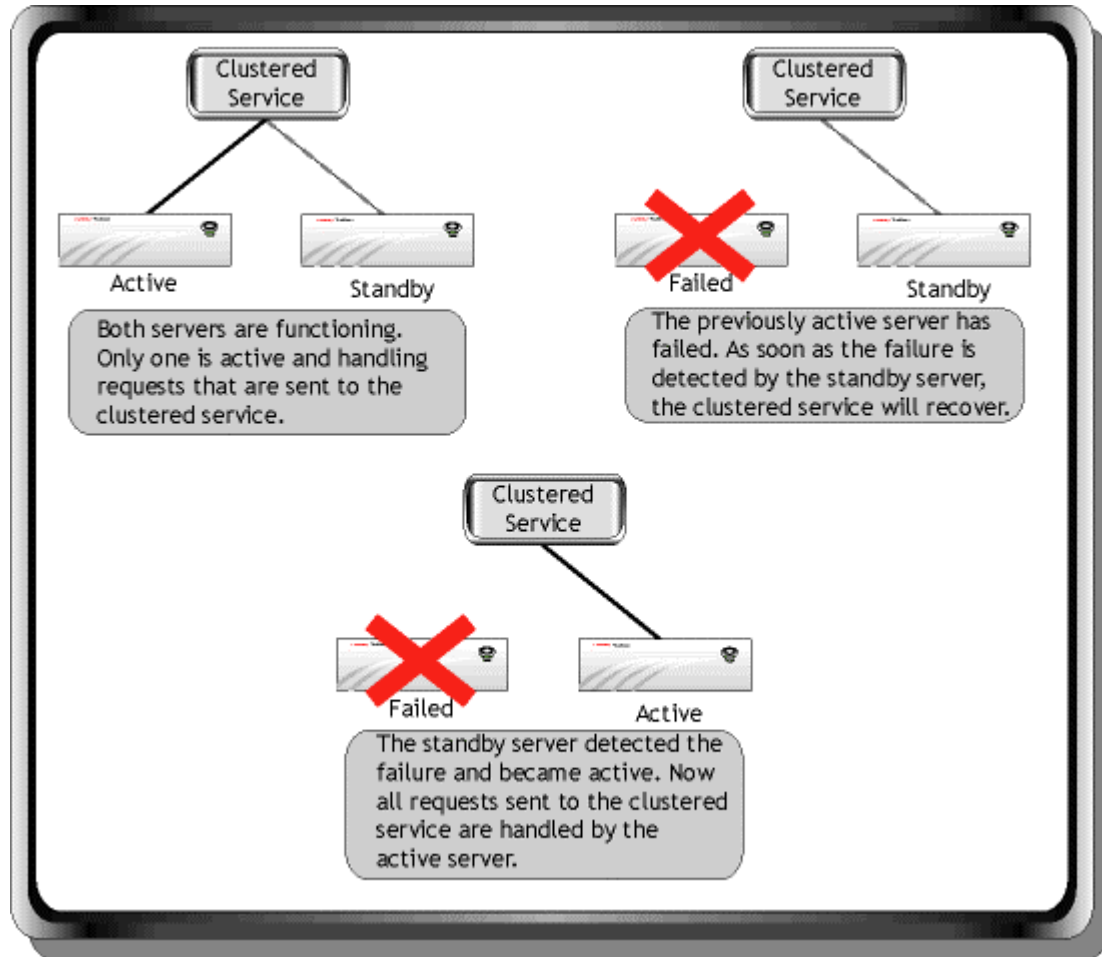 Clustered
Service
Active
Standby
Both servers are functioning.
Only one is active and handling
requests that are sent to the
clustered service.
Clustered
Service
Failed
Standby
The previously active server has
failed. As soon as the failure is
detected by the standby server,
the clustered service will recover.
Clustered
Service
Failed
Active
The standby server detected the
failure and became active. Now
all requests sent to the clustered
service are handled by the
active server.